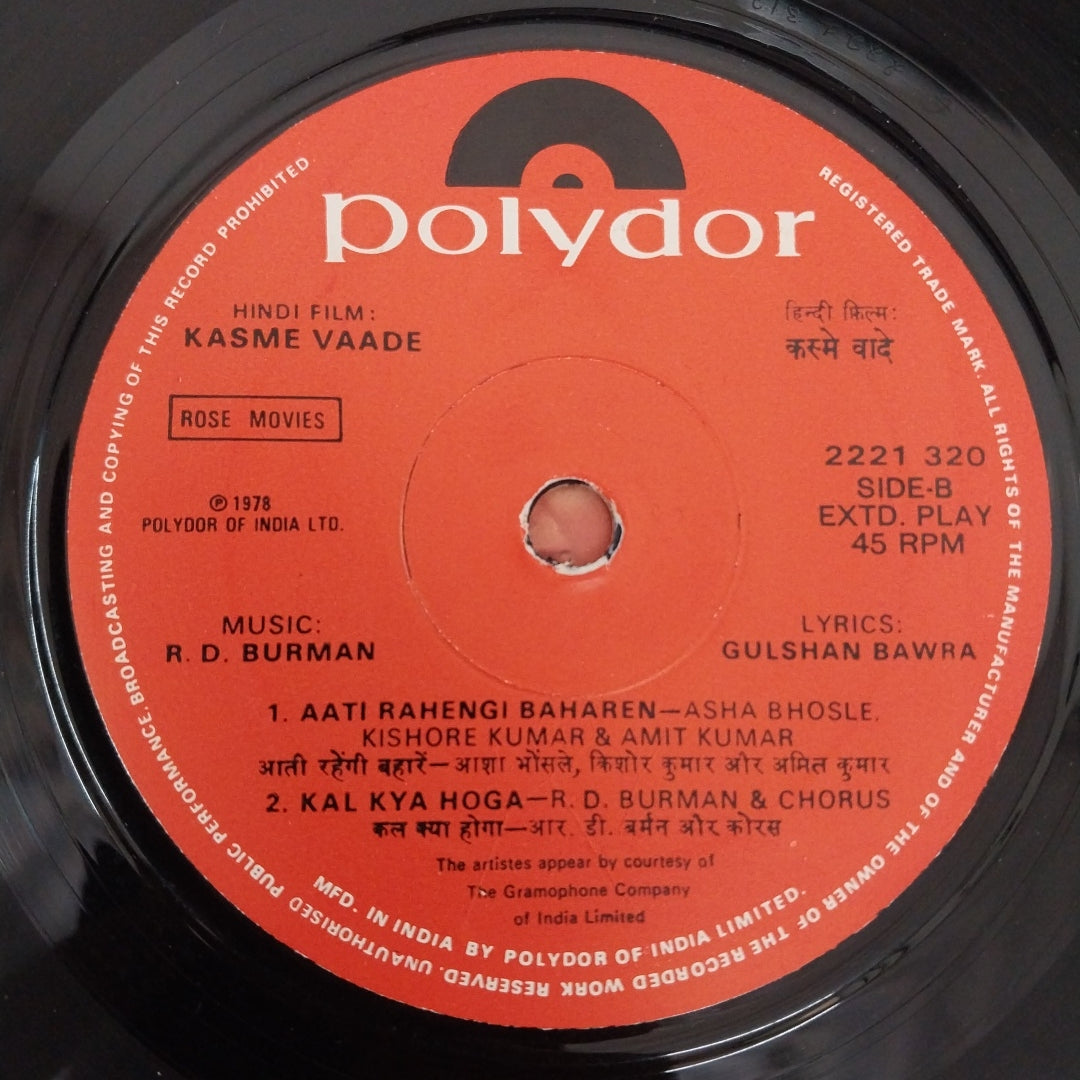 polydor
HINDI FILM:
KASME VAADE
हिन्दी फ़िल्म:
कस्मे वादे
ROSE MOVIES
℗ 1978
POLYDOR OF INDIA LTD.
2221 320
SIDE-B
EXTD. PLAY
45 RPM
MUSIC:
R. D. BURMAN
LYRICS:
GULSHAN BAWRA
1. AATI RAHENGI BAHAREN—ASHA BHOSLE,
KISHORE KUMAR & AMIT KUMAR
आती रहेंगी बहारें—आशा भोंसले, किशोर कुमार और अमित कुमार
2. KAL KYA HOGA—R. D. BURMAN & CHORUS
कल क्या होगा—आर. डी. बर्मन और कोरस
The artistes appear by courtesy of
The Gramophone Company
of India Limited
MFD. IN INDIA BY POLYDOR OF INDIA LIMITED.
REGISTERED TRADE MARK. ALL RIGHTS OF THE MANUFACTURER AND OF THE OWNER OF THE RECORDED WORK RESERVED. UNAUTHORISED PUBLIC PERFORMANCE, BROADCASTING AND COPYING OF THIS RECORD PROHIBITED